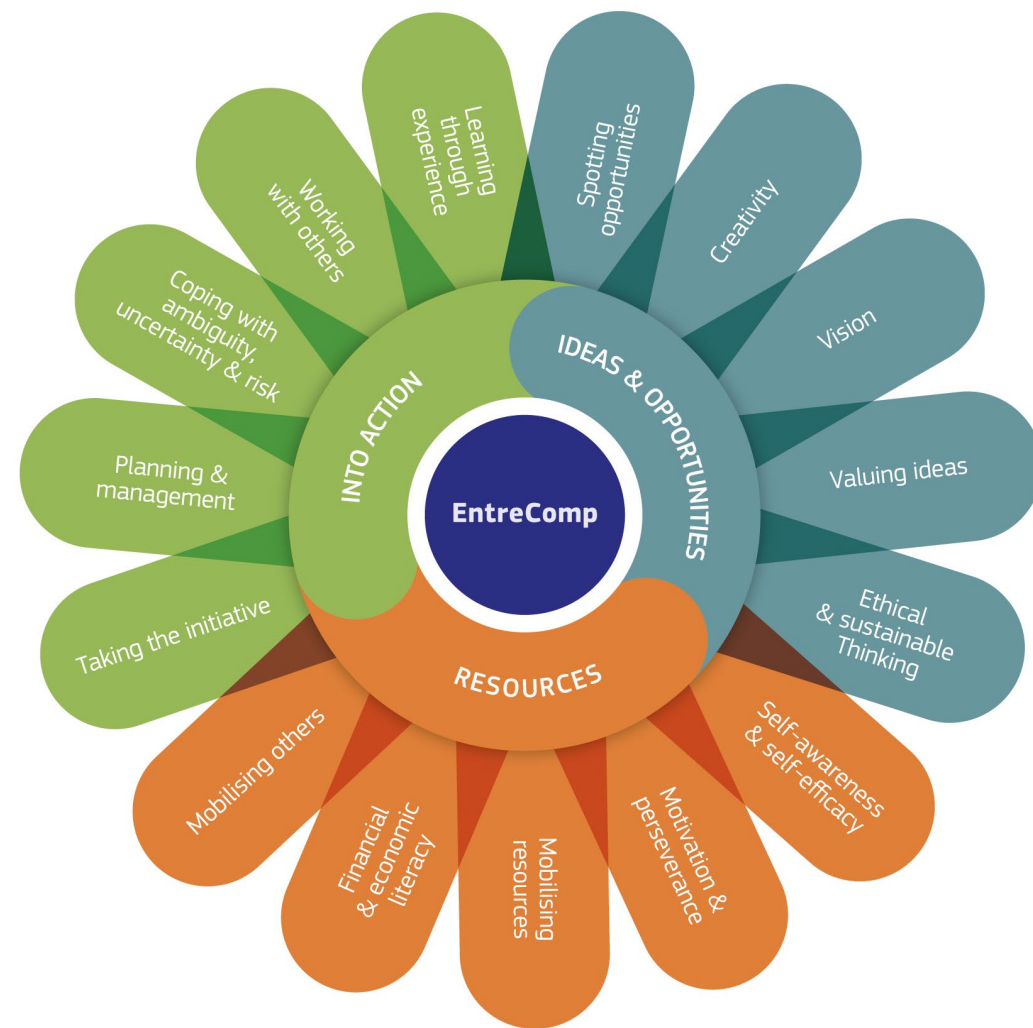 EntreComp
IDEAS & OPPORTUNITIES
Spotting
opportunities
Creativity
Vision
Valuing ideas
Ethical
& sustainable
Thinking
RESOURCES
Self-awareness
& self-efficacy
Motivation &
perseverance
Mobilising
resources
Financial
& economic
literacy
Mobilising others
INTO ACTION
Taking the initiative
Planning &
management
Coping with
ambiguity,
uncertainty & risk
Working
with others
Learning
through
experience